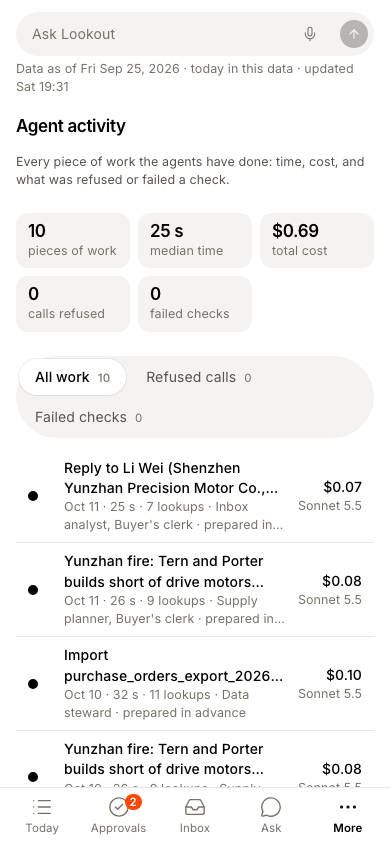 Ask Lookout
Data as of Fri Sep 25, 2026 · today in this data · updated
Sat 19:31
Agent activity
Every piece of work the agents have done: time, cost, and
what was refused or failed a check.
10
pieces of work
25 s
median time
$0.69
total cost
0
calls refused
0
failed checks
All work 10
Refused calls 0
Failed checks 0
Reply to Li Wei (Shenzhen
Yunzhan Precision Motor Co.,...
Oct 11 · 25 s · 7 lookups · Inbox
analyst, Buyer's clerk · prepared in...
$0.07
Sonnet 5.5
Yunzhan fire: Tern and Porter
builds short of drive motors...
Oct 11 · 26 s · 9 lookups · Supply
planner, Buyer's clerk · prepared in...
$0.08
Sonnet 5.5
Import
purchase_orders_export_2026...
Oct 10 · 32 s · 11 lookups · Data
steward · prepared in advance
$0.10
Sonnet 5.5
Yunzhan fire: Tern and Porter
builds short of drive motors...
$0.08
Sonnet 5.5
Today
Approvals
2
Inbox
Ask
More